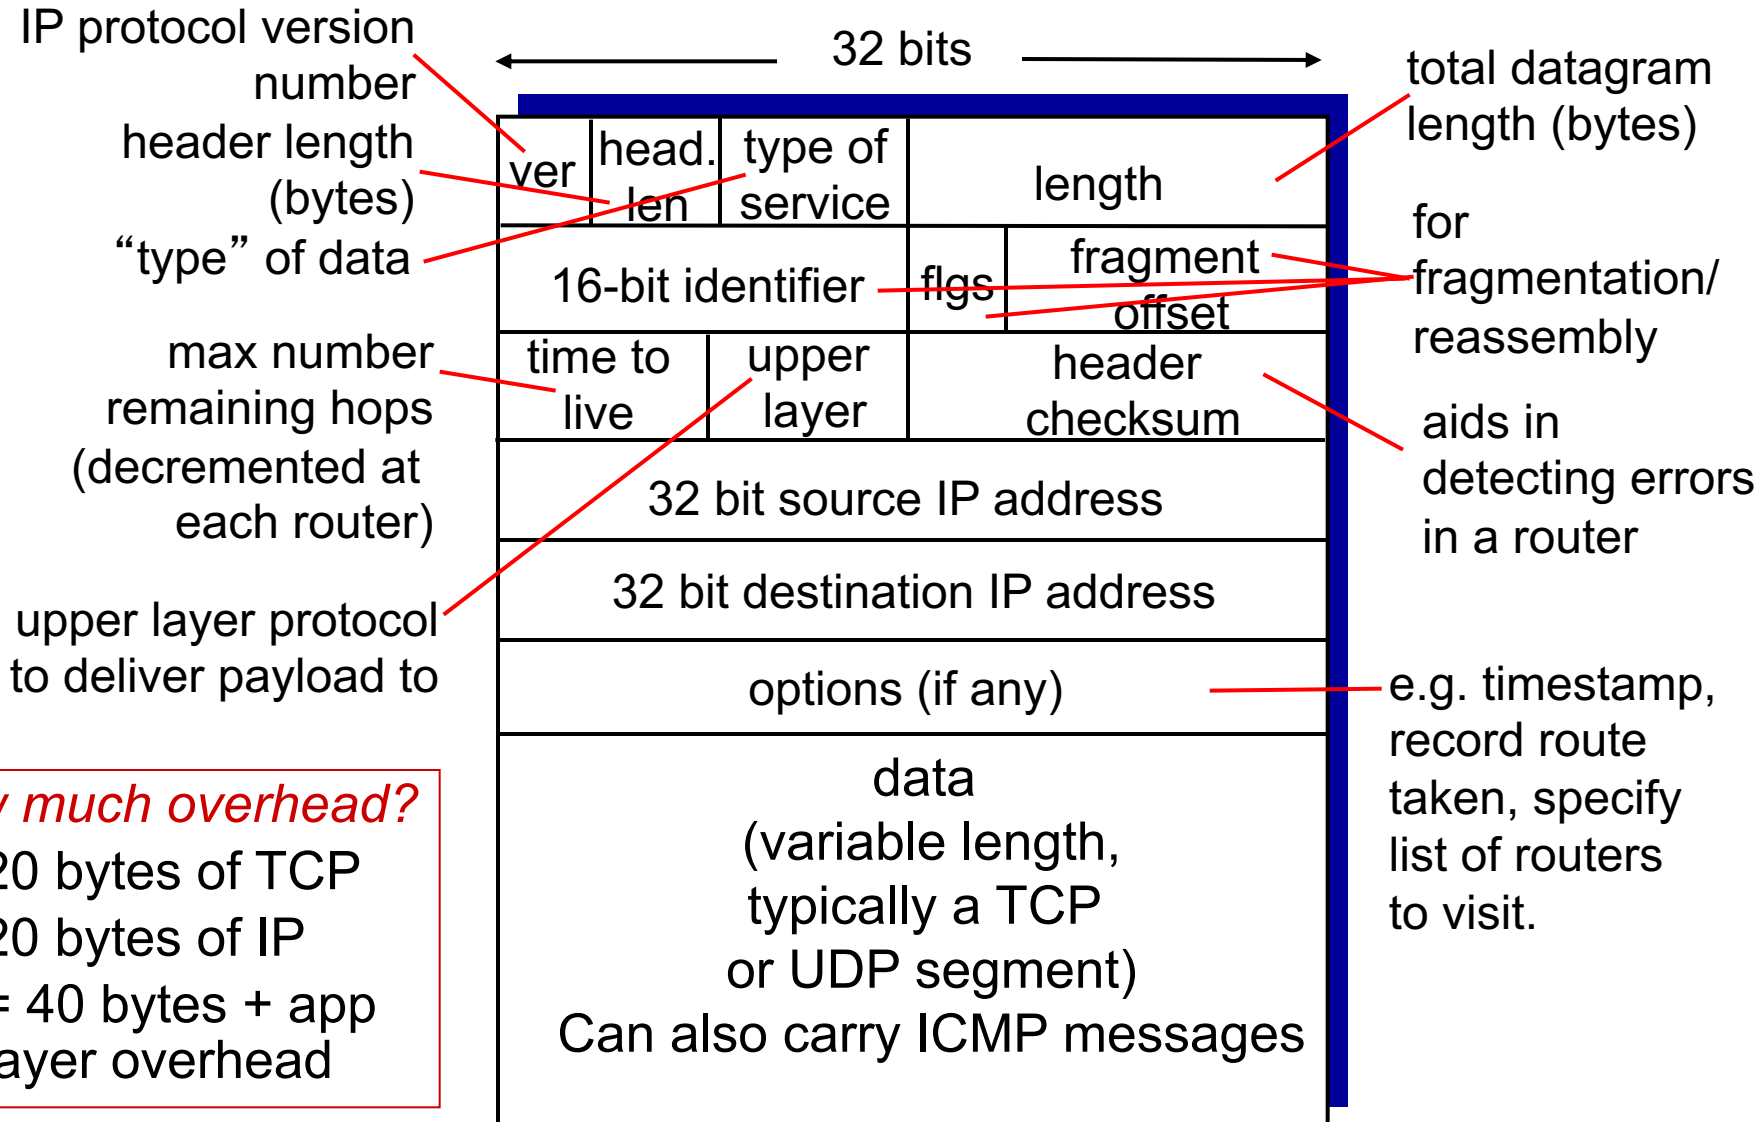 IP protocol version
number
header length
(bytes)
“type” of data
max number
remaining hops
(decremented at
each router)
upper layer protocol
to deliver payload to
much overhead?
20 bytes of TCP
20 bytes of IP
= 40 bytes + app
layer overhead
32 bits
ver
head.
len
type of
service
length
16-bit identifier
flgs
fragment
offset
time to
live
upper
layer
header
checksum
32 bit source IP address
32 bit destination IP address
options (if any)
data
(variable length,
typically a TCP
or UDP segment)
Can also carry ICMP messages
total datagram
length (bytes)
for
fragmentation/
reassembly
aids in
detecting errors
in a router
e.g. timestamp,
record route
taken, specify
list of routers
to visit.